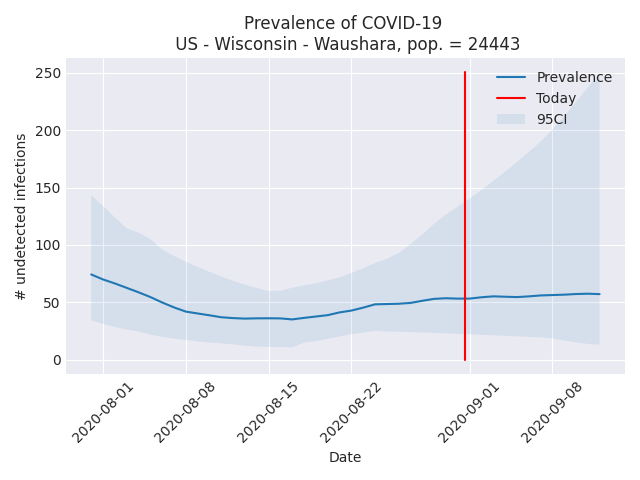 Prevalence of COVID-19
US - Wisconsin - Waushara, pop. = 24443
250
200
150
100
50
0
# undetected infections
Prevalence
Today
95CI
2020-08-01
2020-08-08
2020-08-15
2020-08-22
2020-09-01
2020-09-08
Date